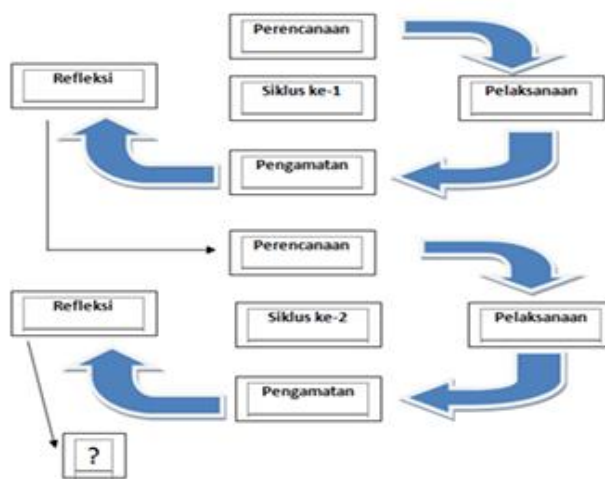 Perencanaan
Refleksi
Siklus ke-1
Pelaksanaan
Pengamatan
Perencanaan
Refleksi
Siklus ke-2
Pelaksanaan
Pengamatan
?